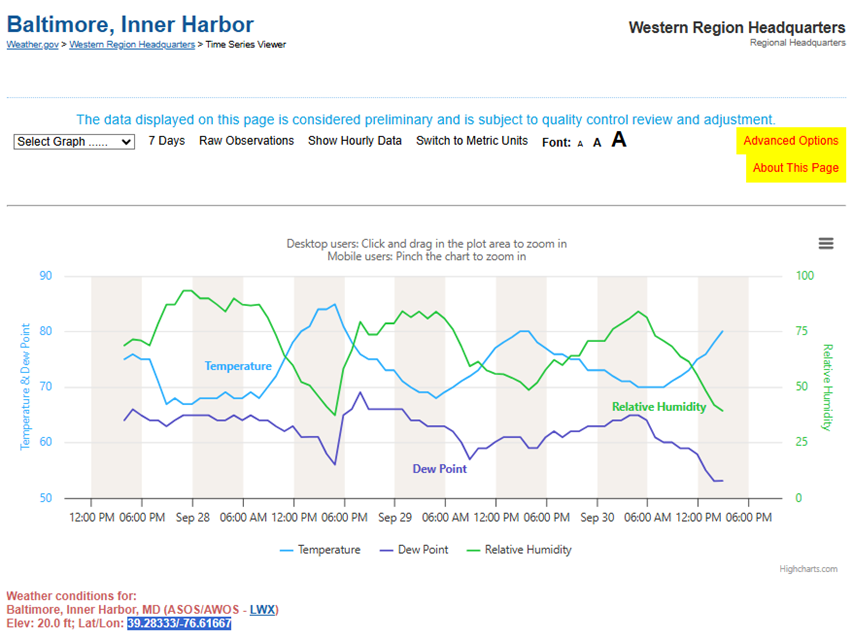 Baltimore, Inner Harbor
Western Region Headquarters
Weather.gov > Western Region Headquarters > Time Series Viewer
Regional Headquarters
The data displayed on this page is considered preliminary and is subject to quality control review and adjustment.
Select Graph ...... 7 Days Raw Observations Show Hourly Data Switch to Metric Units Font: A A A
Advanced Options
About This Page
Desktop users: Click and drag in the plot area to zoom in
Mobile users: Pinch the chart to zoom in
90 100
80 75
70 50
60 25
50 0
Temperature & Dew Point
Relative Humidity
Temperature
Relative Humidity
Dew Point
12:00 PM 06:00 PM Sep 28 06:00 AM 12:00 PM 06:00 PM Sep 29 06:00 AM 12:00 PM 06:00 PM Sep 30 06:00 AM 12:00 PM 06:00 PM
Temperature Dew Point Relative Humidity
Highcharts.com
Weather conditions for:
Baltimore, Inner Harbor, MD (ASOS/AWOS - LWX)
Elev: 20.0 ft; Lat/Lon: 39.28333/-76.61667